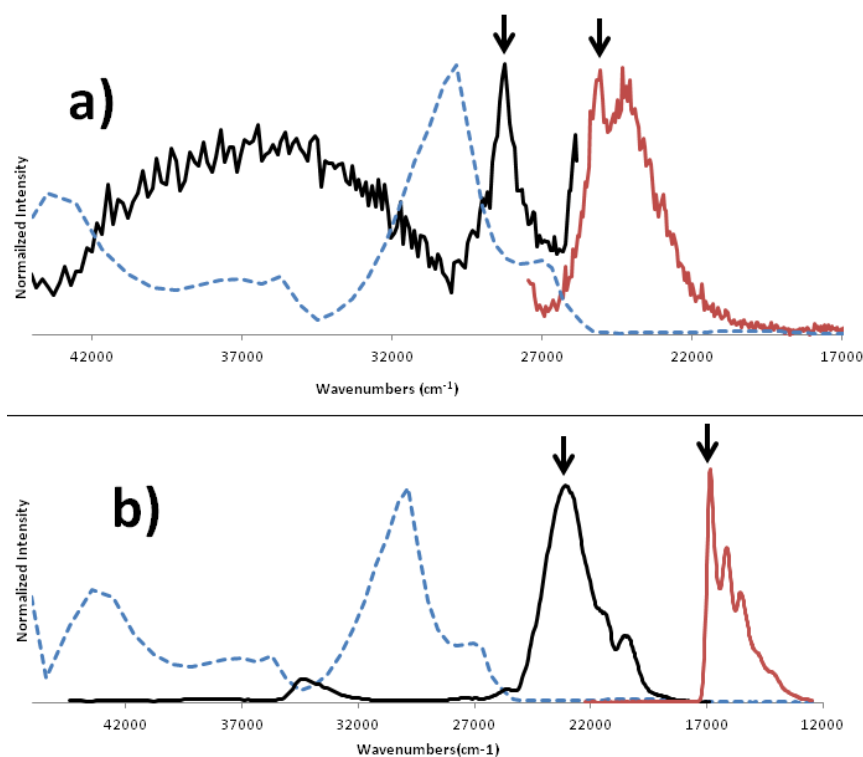 a)
Normailzed Intensity
42000 37000 32000 27000 22000 17000
Wavenumbers (cm-1)
b)
Normalized Intensity
42000 37000 32000 27000 22000 17000 12000
Wavenumbers(cm-1)